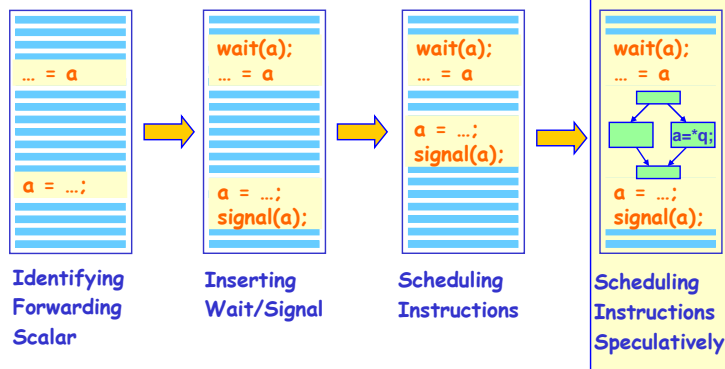 … = a
a = …;
Identifying
Forwarding
Scalar
wait(a);
… = a
a = …;
signal(a);
Inserting
Wait/Signal
wait(a);
… = a
a = …;
signal(a);
Scheduling
Instructions
wait(a);
… = a
a=*q;
a = …;
signal(a);
Scheduling
Instructions
Speculatively